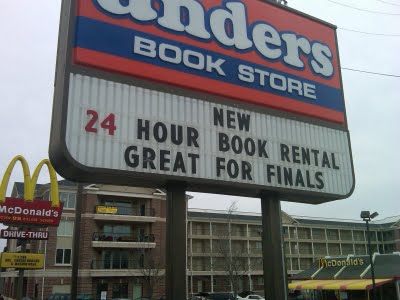 anders
BOOK STORE
NEW
24 HOUR BOOK RENTAL
GREAT FOR FINALS
McDonald's
DRIVE-THRU
McDonald's